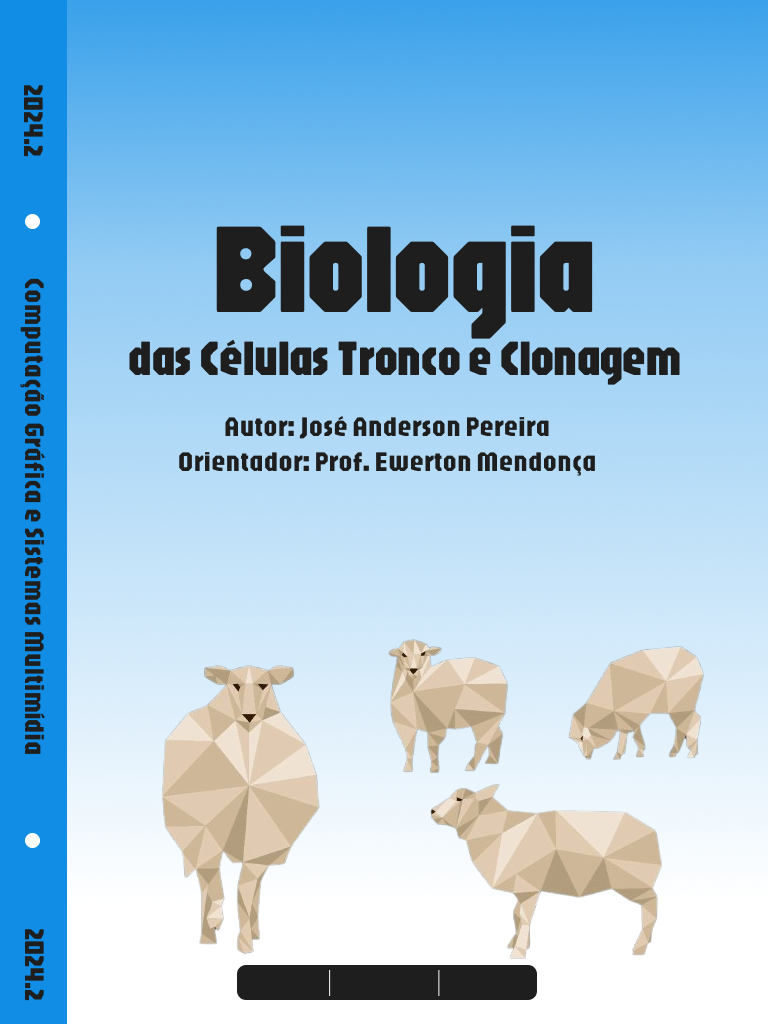 2024.2
Computação Gráfica e Sistemas Multimídia
2024.2
Biologia
das Células Tronco e Clonagem
Autor: José Anderson Pereira
Orientador: Prof. Ewerton Mendonça